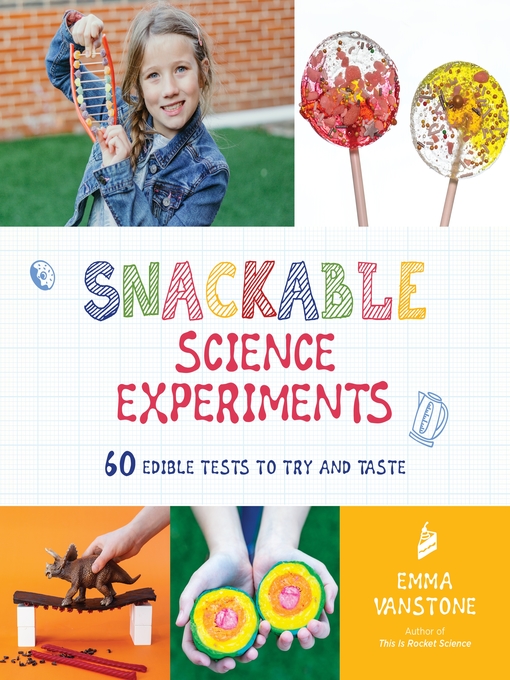 SNACKABLE
SCIENCE
EXPERIMENTS
60 EDIBLE TESTS TO TRY AND TASTE
EMMA
VANSTONE
Author of
This Is Rocket Science